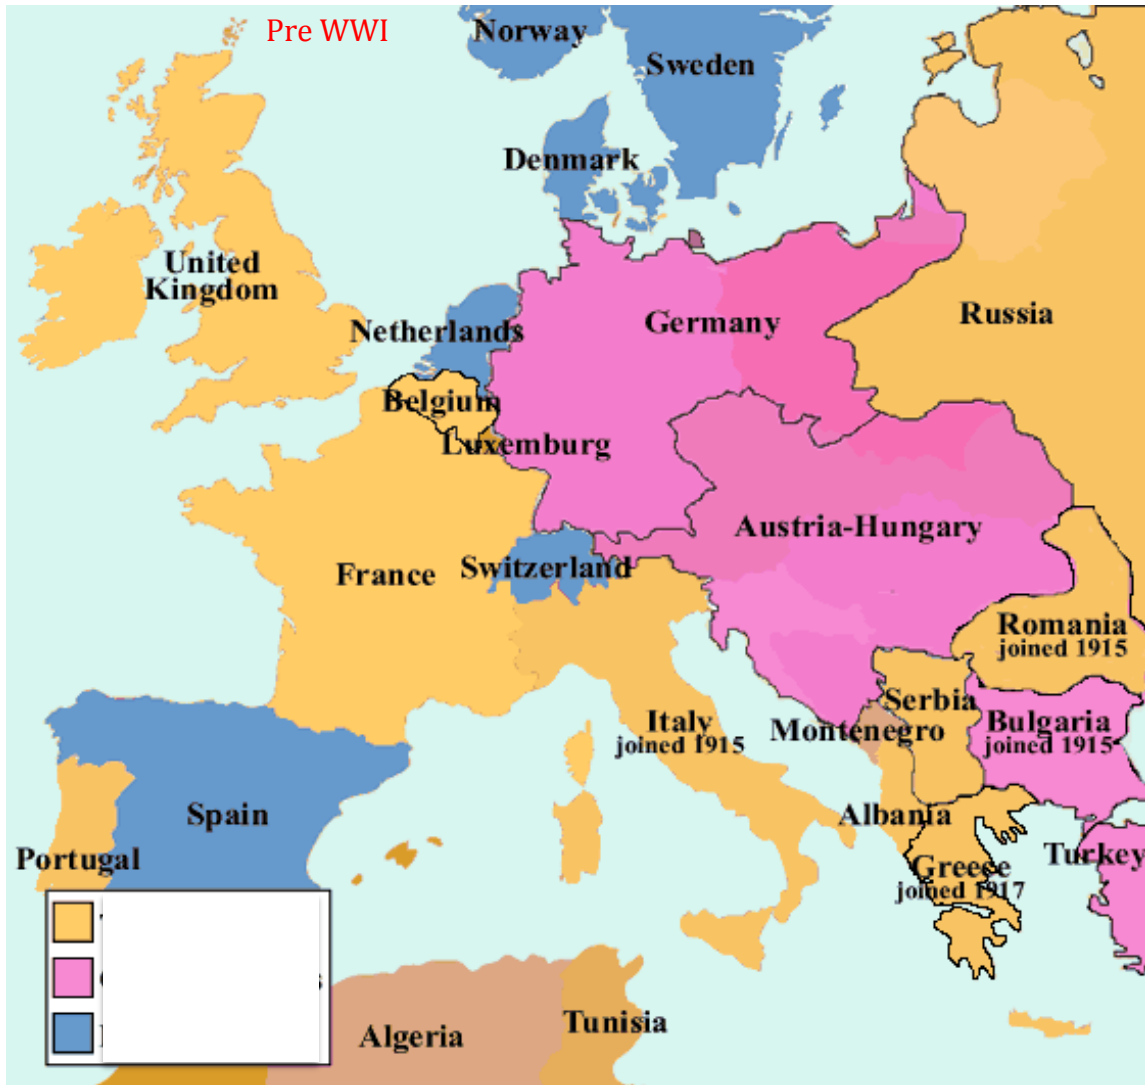 Pre WWI
Norway
Sweden
Denmark
United
Kingdom
Netherlands
Germany
Russia
Belgium
Luxemburg
Austria-Hungary
France
Switzerland
Romania
joined 1915
Serbia
Italy
joined 1915
Montenegro
Bulgaria
joined 1915
Spain
Albania
Portugal
Greece
joined 1917
Turkey
Algeria
Tunisia